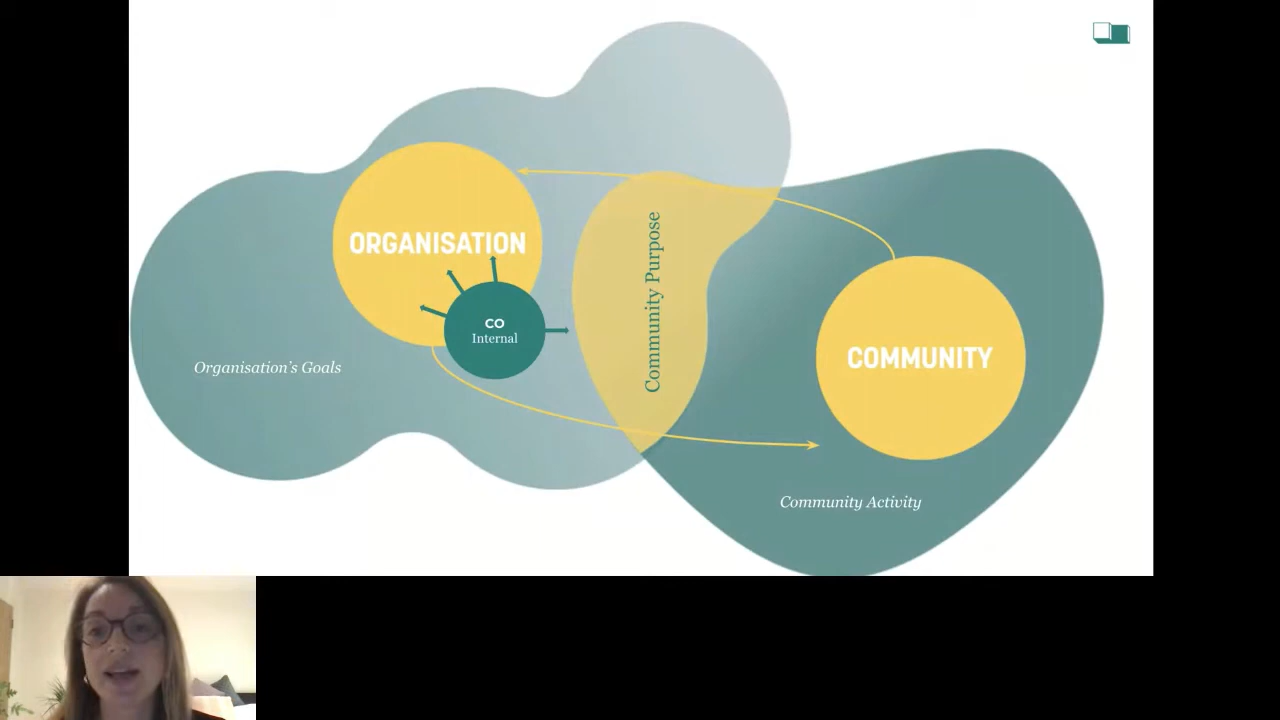 ORGANISATION
CO
Internal
Organisation's Goals
Community Purpose
COMMUNITY
Community Activity